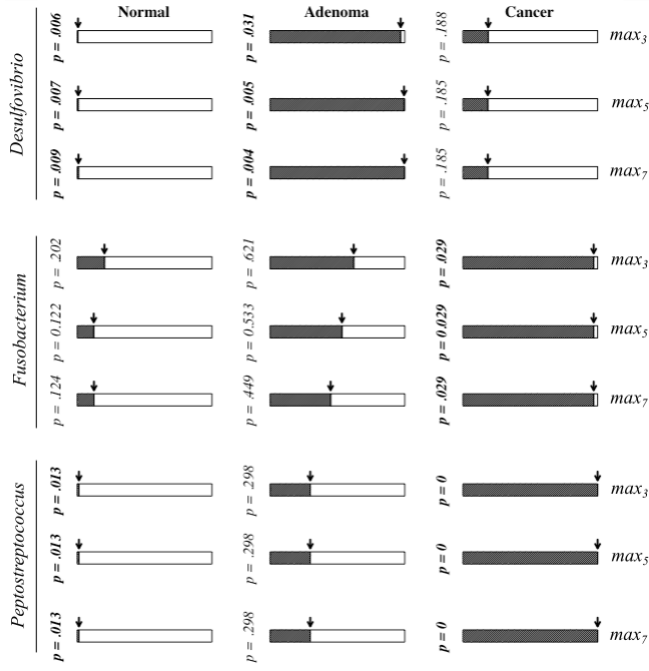 Normal Adenoma Cancer
Desulfovibrio
p = .006 p = .031 p = .188 max3
p = .007 p = .005 p = .185 max5
p = .009 p = .004 p = .185 max7
Fusobacterium
p = .202 p = .621 p = .029 max3
p = 0.122 p = 0.533 p = 0.029 max5
p = .124 p = .449 p = .029 max7
Peptostreptococcus
p = .013 p = .298 p = 0 max3
p = .013 p = .298 p = 0 max5
p = .013 p = .298 p = 0 max7